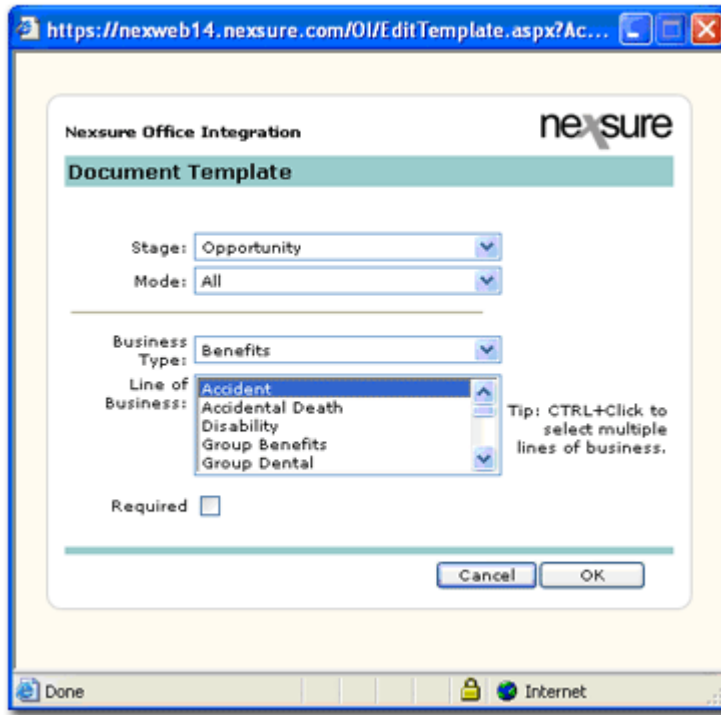 https://nexweb14.nexsure.com/OI/EditTemplate.aspx?Ac...
Nexsure Office Integration
nexsure
Document Template
Stage: Opportunity
Mode: All
Business Type: Benefits
Line of Business:
Accident
Accidental Death
Disability
Group Benefits
Group Dental
Tip: CTRL+Click to
select multiple
lines of business.
Required
Cancel OK
Done Internet